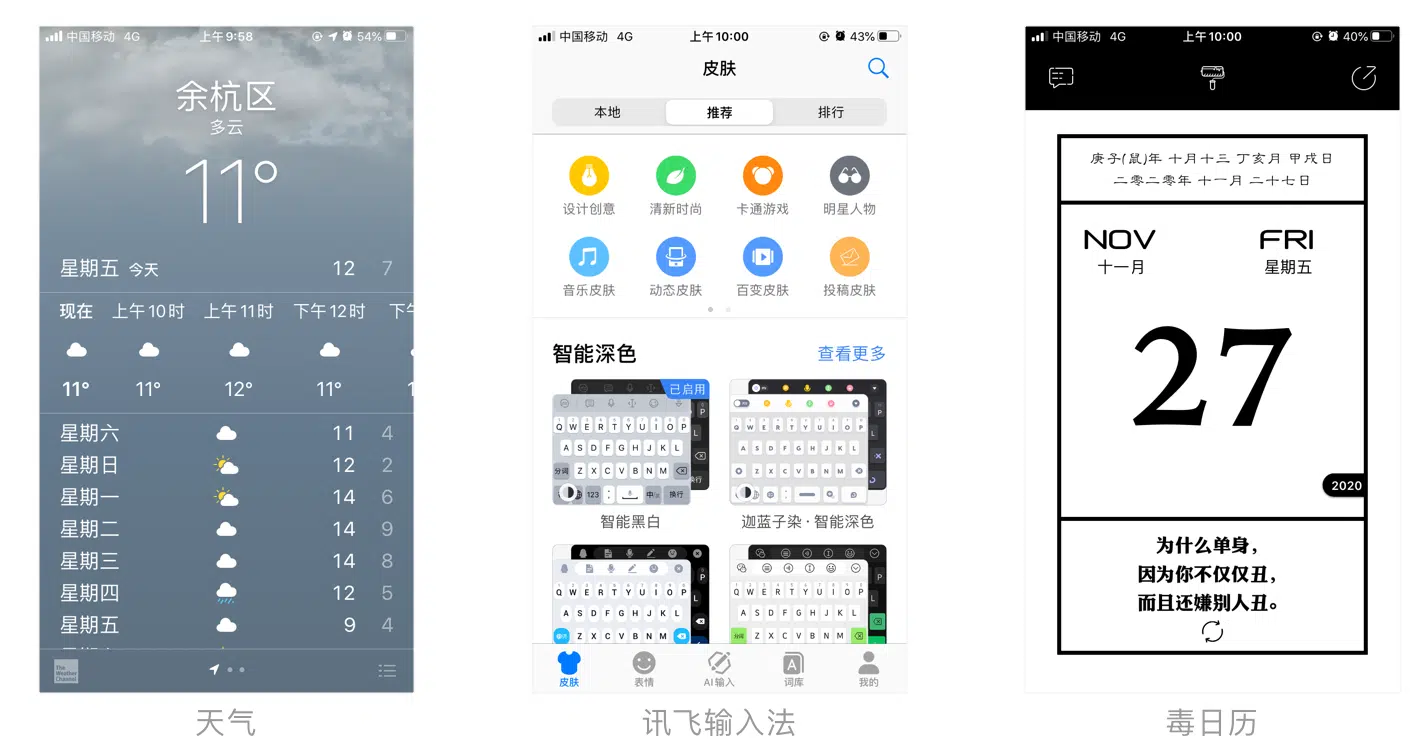 中国移动 4G 上午9:58 54%
余杭区
多云
11°
星期五 今天 12 7
现在 上午10时 上午11时 下午12时 下午
11° 11° 12° 11°
星期六 11 4
星期日 12 2
星期一 14 6
星期二 14 9
星期三 14 8
星期四 12 5
星期五 9 4
The Weather Channel
天气
中国移动 4G 上午10:00 43%
皮肤
本地 推荐 排行
设计创意 清新时尚 卡通游戏 明星人物
音乐皮肤 动态皮肤 百变皮肤 投稿皮肤
智能深色 查看更多
已启用
Q W E R T Y U I O P
A S D F G H J K L
分词 Z X C V B N M
123 中 换行
Q W E R T Y U I O P
A S D F G H J K L
Z X C V B N M
智能黑白 迦蓝子染·智能深色
Q W E R T Y U I O P
A S D F G H J K L
Z X C V B N M
Q W E R T Y U I O P
A S D F G H J K L
分词 Z X C V B N M
皮肤 表情 AI输入 词库 我的
讯飞输入法
中国移动 4G 上午10:00 40%
庚子(鼠)年 十月十三 丁亥月 甲戌日
二零二零年 十一月 二十七日
NOV FRI
十一月 星期五
27
2020
为什么单身，
因为你不仅仅丑，
而且还嫌别人丑。
毒日历